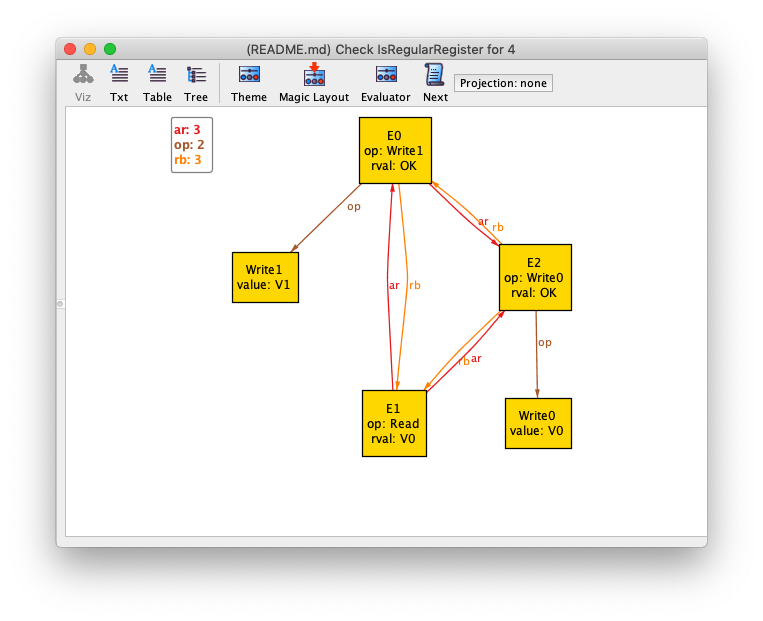 (README.md) Check IsRegularRegister for 4
Viz Txt Table Tree Theme Magic Layout Evaluator Next Projection: none
ar: 3
op: 2
rb: 3
E0
op: Write1
rval: OK
op
ar
rb
Write1
value: V1
E2
op: Write0
rval: OK
ar
rb
op
rb
ar
E1
op: Read
rval: V0
Write0
value: V0